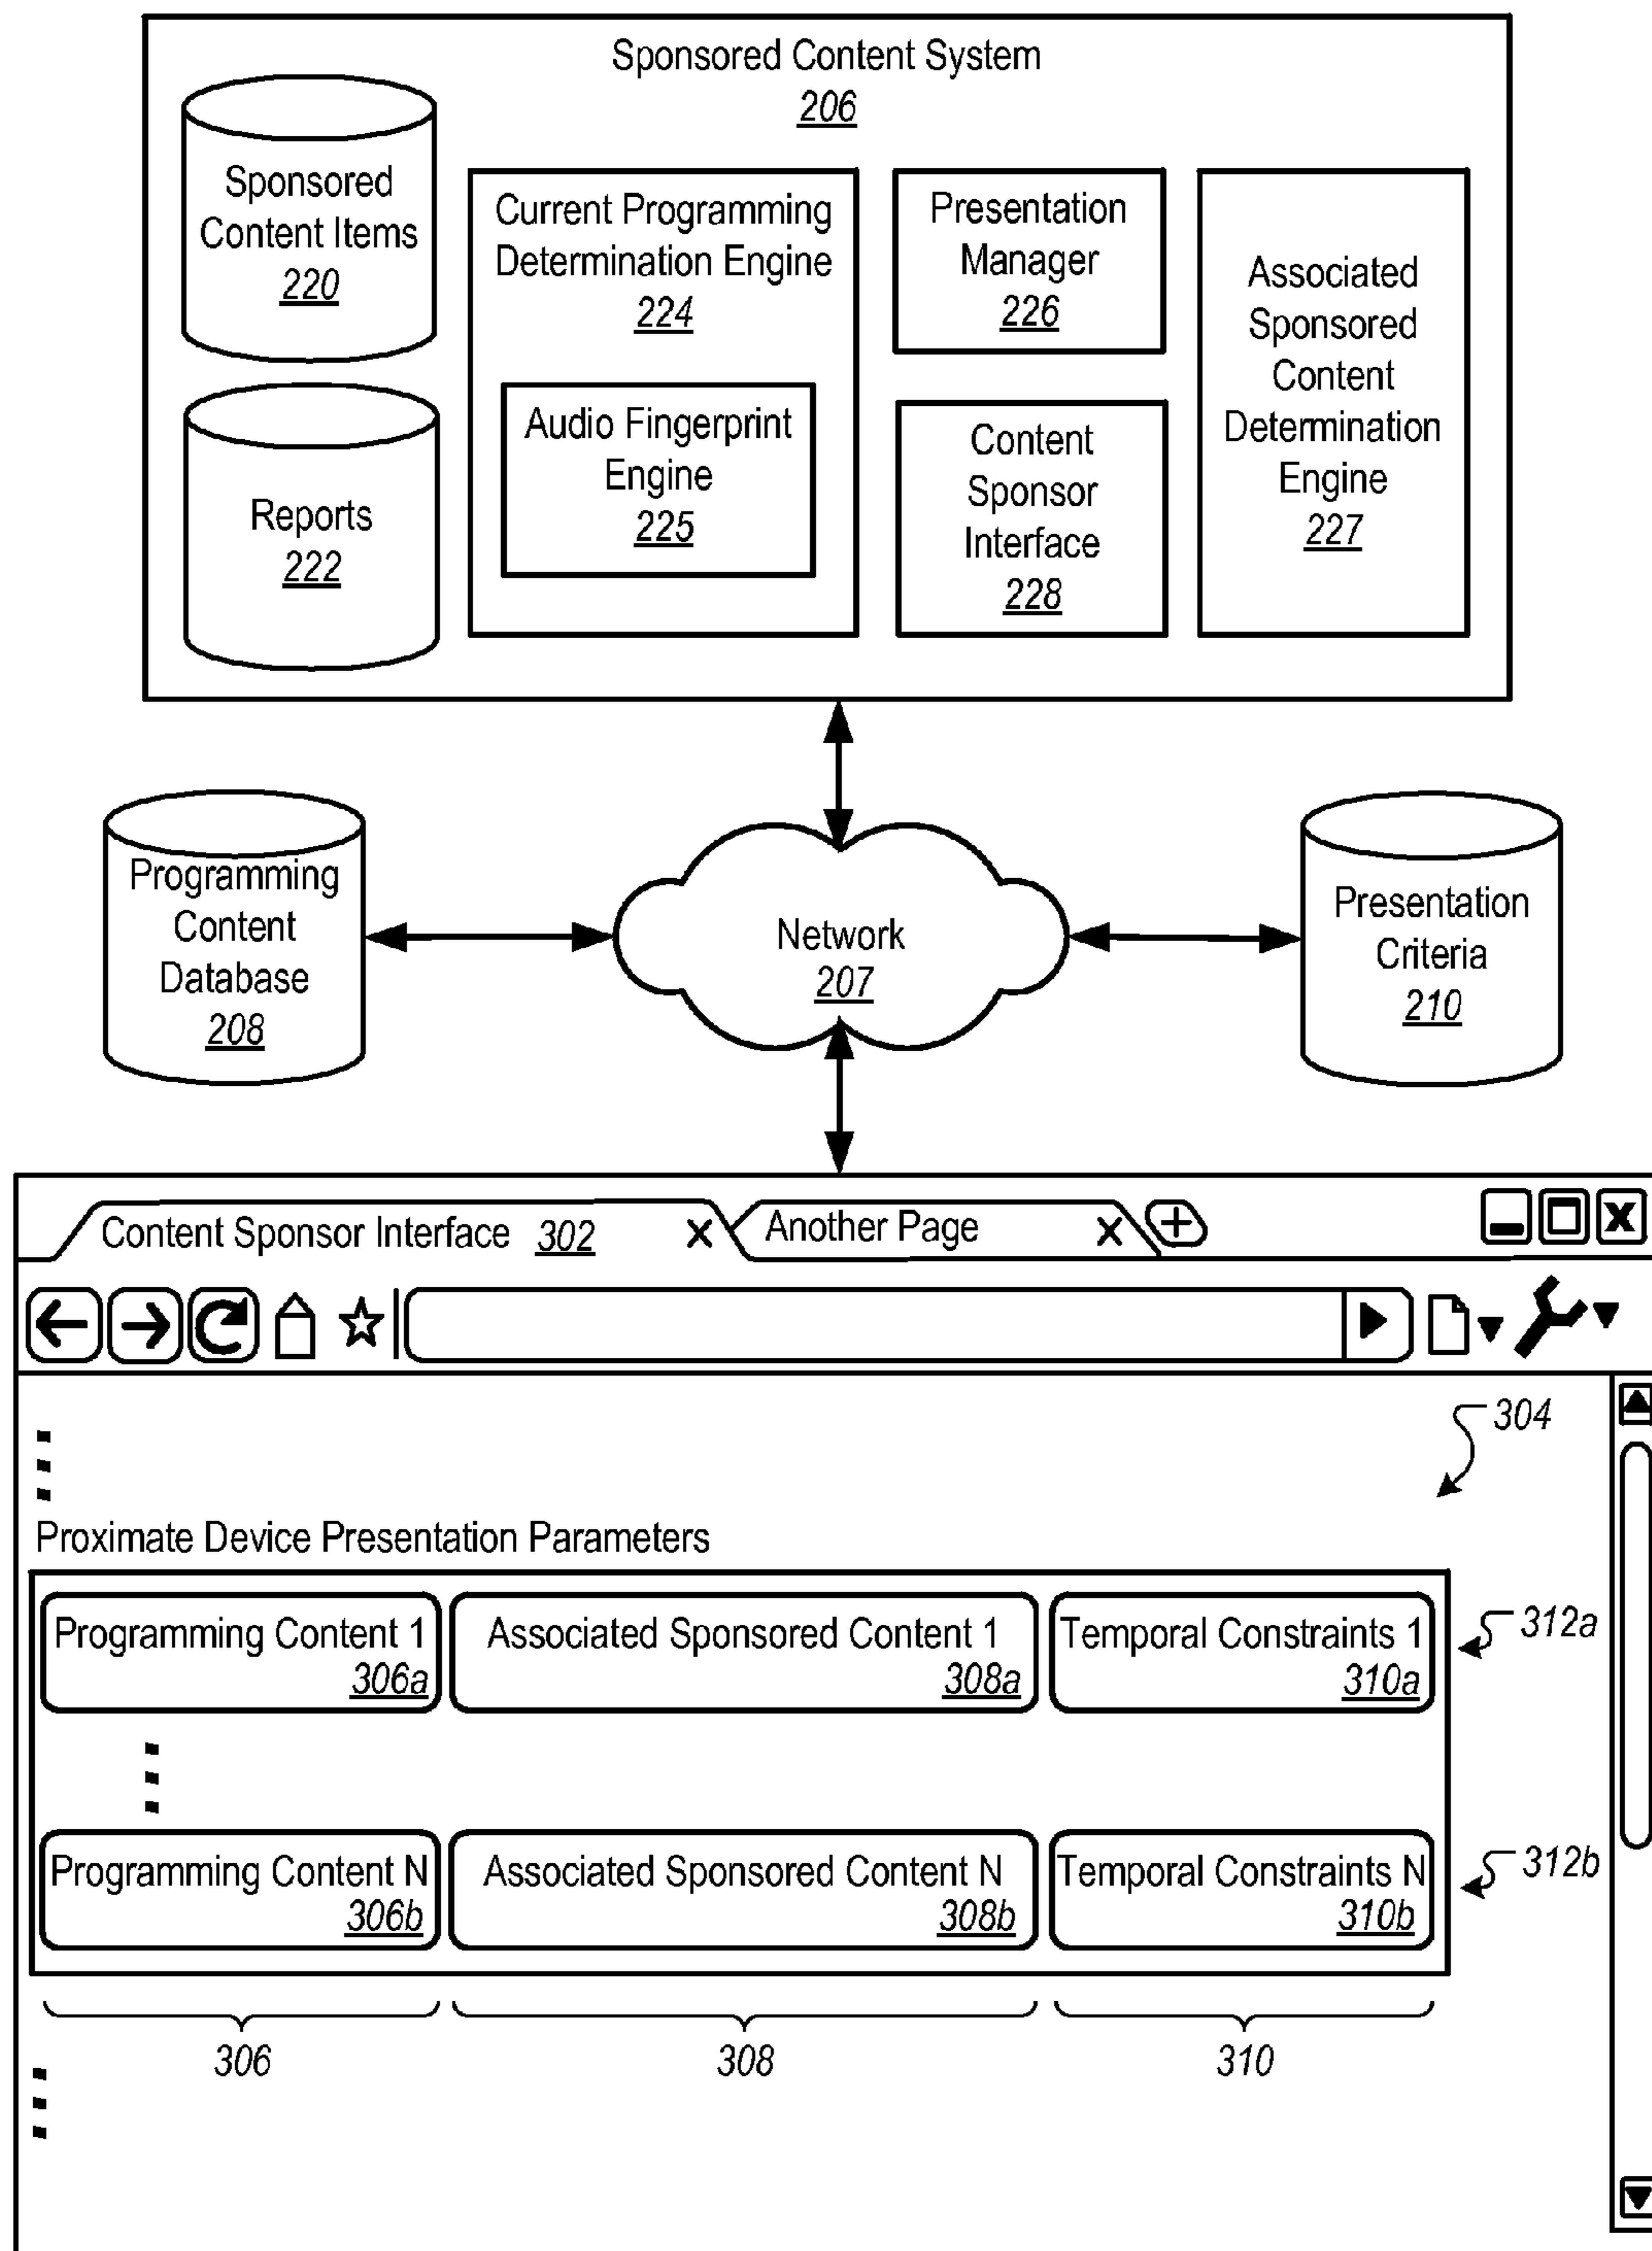 Sponsored Content System
206
Sponsored
Content Items
220
Reports
222
Current Programming
Determination Engine
224
Audio Fingerprint
Engine
225
Presentation
Manager
226
Content
Sponsor
Interface
228
Associated
Sponsored
Content
Determination
Engine
227
Programming
Content
Database
208
Network
207
Presentation
Criteria
210
Content Sponsor Interface 302
Another Page
304
Proximate Device Presentation Parameters
Programming Content 1
306a
Associated Sponsored Content 1
308a
Temporal Constraints 1
310a
312a
Programming Content N
306b
Associated Sponsored Content N
308b
Temporal Constraints N
310b
312b
306
308
310